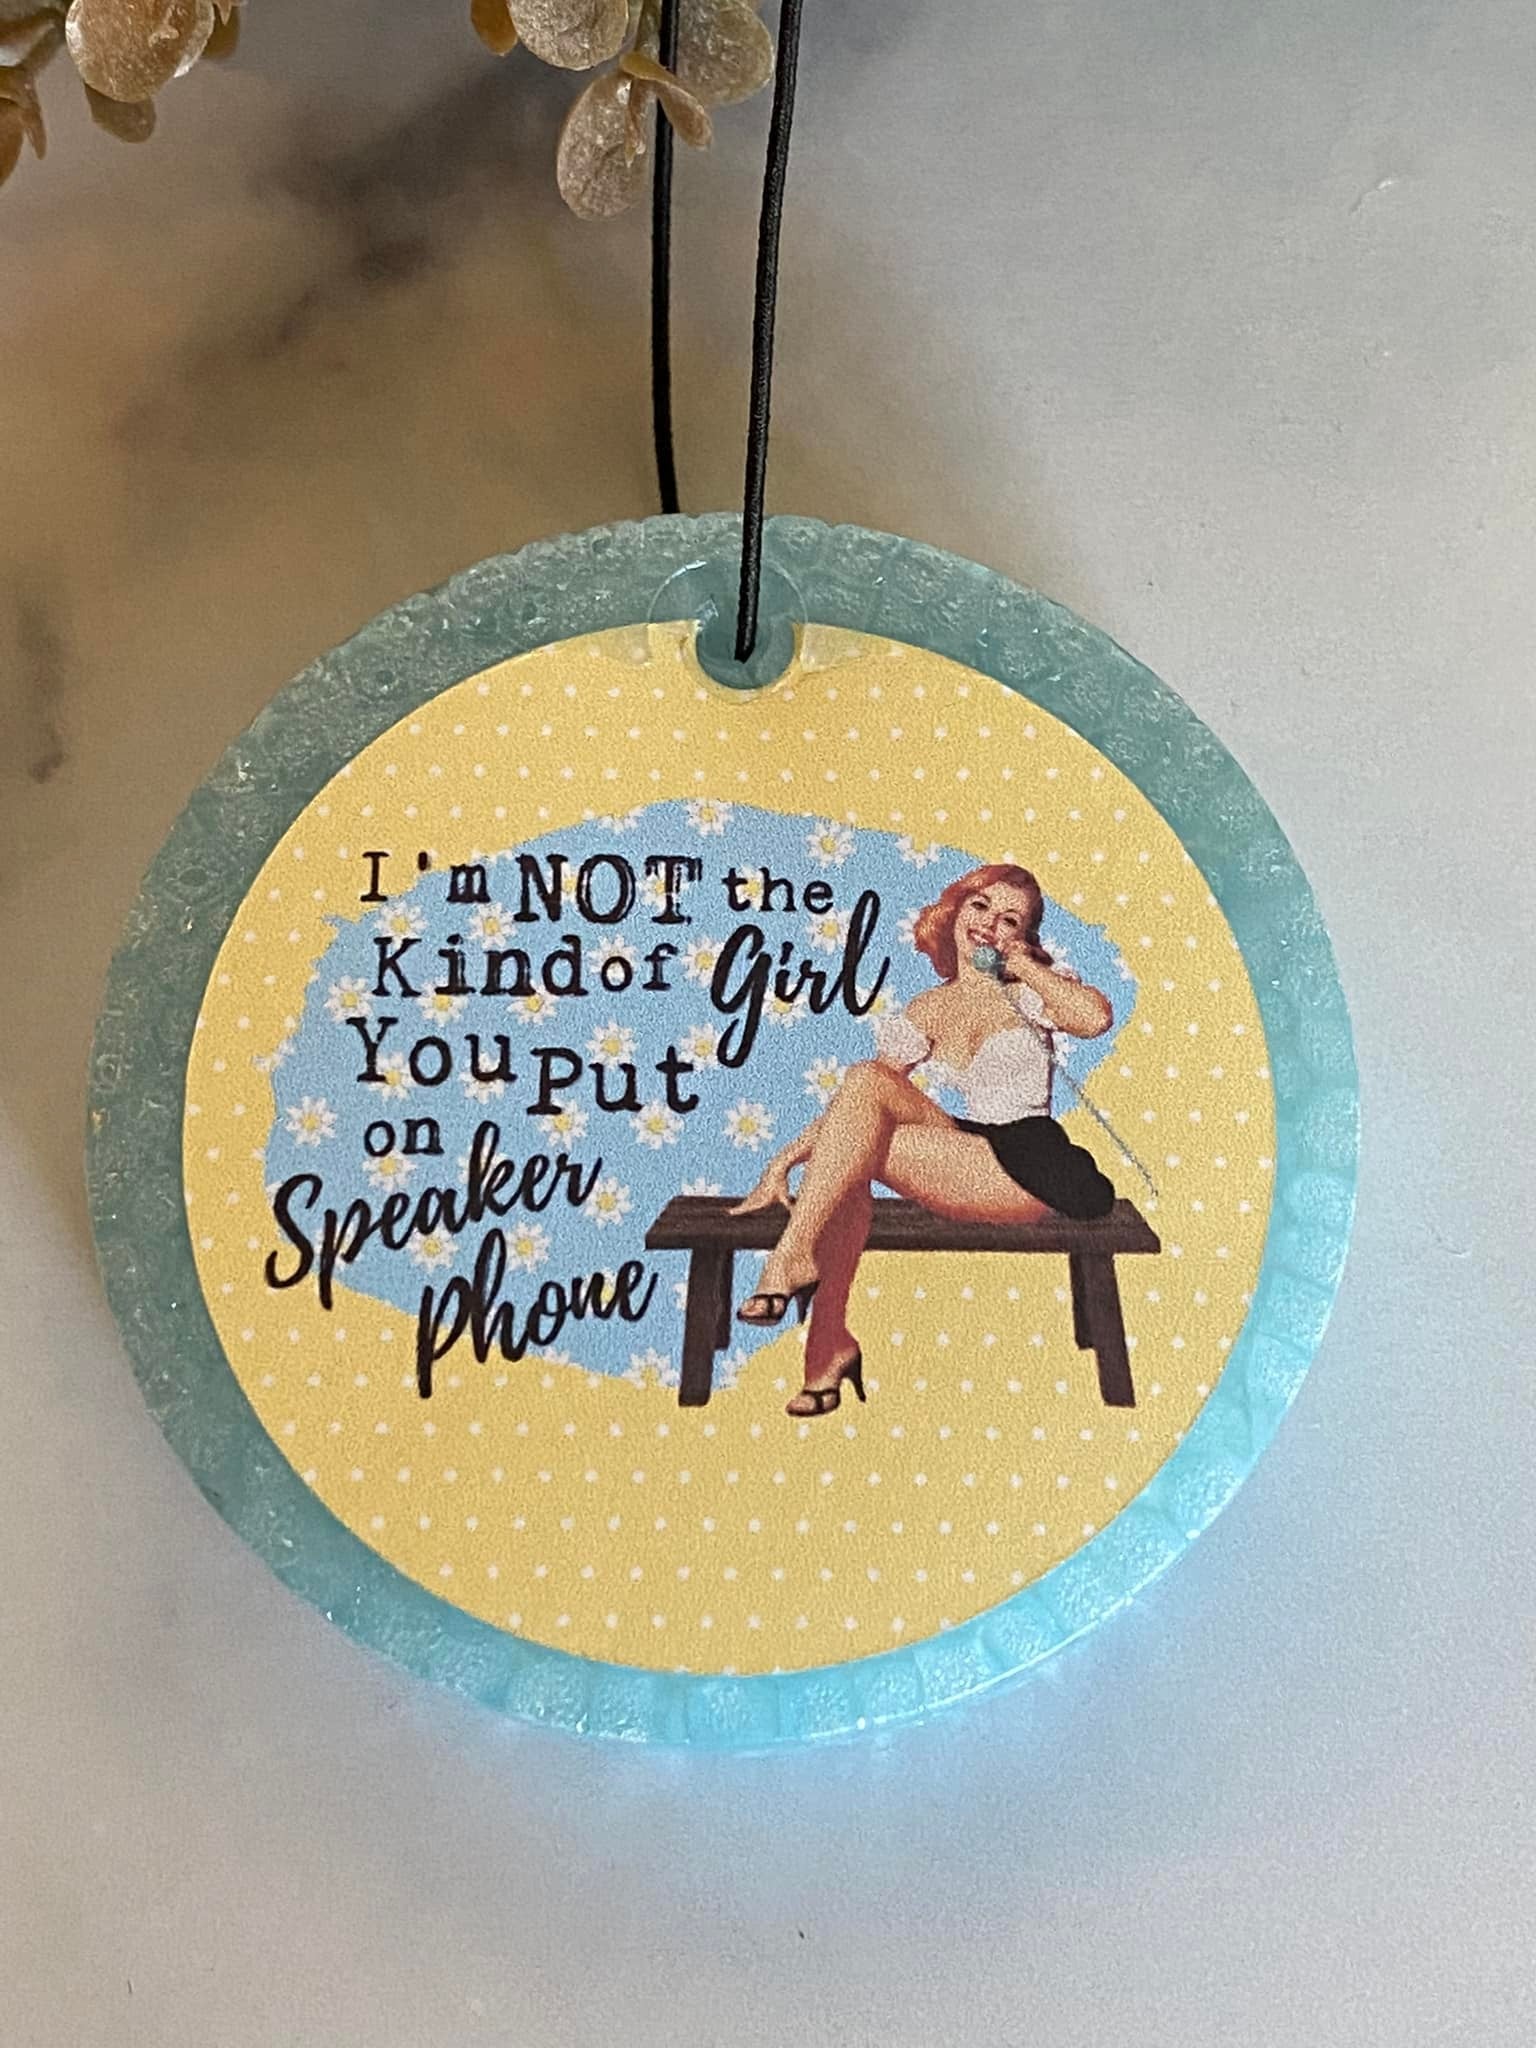 I'm NOT the
Kind of Girl
You Put
on
Speaker
phone